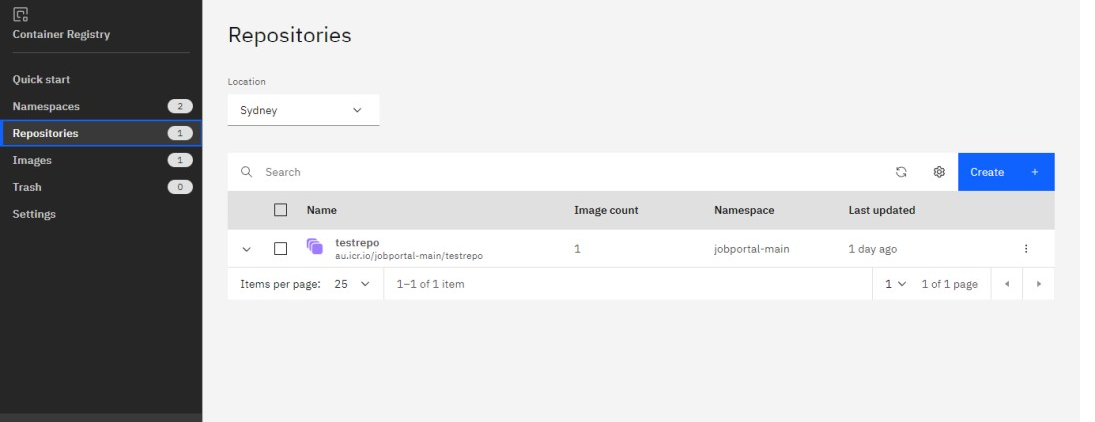 Container Registry
Quick start
Namespaces 2
Repositories 1
Images 1
Trash 0
Settings
Repositories
Location
Sydney
Search
Create +
Name Image count Namespace Last updated
testrepo
au.icr.io/jobportal-main/testrepo
1 jobportal-main 1 day ago
Items per page: 25 1–1 of 1 item 1 1 of 1 page